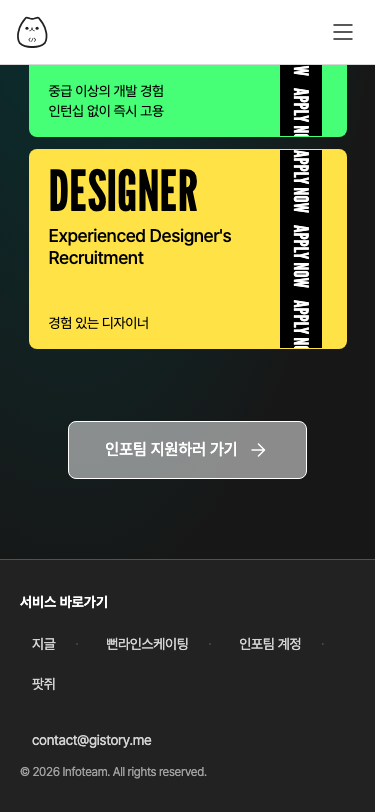 중급 이상의 개발 경험
인턴십 없이 즉시 고용
APPLY NOW
DESIGNER
Experienced Designer's
Recruitment
경험 있는 디자이너
APPLY NOW APPLY NOW
인포팀 지원하러 가기
서비스 바로가기
지글 · 뻔라인스케이팅 · 인포팀 계정 ·
팟쥐
contact@gistory.me
© 2026 Infoteam. All rights reserved.